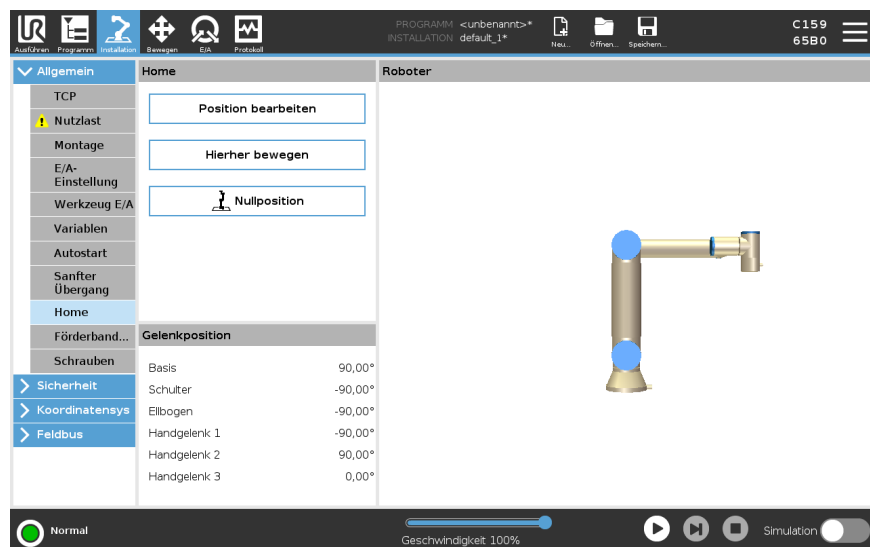 PROGRAMM <unbenannt>*
INSTALLATION default_1*
C159
65B0
Ausführen Programm Installation Bewegen E/A Protokoll
Neu... Öffnen... Speichern...
Allgemein
TCP
Nutzlast
Montage
E/A-
Einstellung
Werkzeug E/A
Variablen
Autostart
Sanfter
Übergang
Home
Förderband...
Schrauben
Sicherheit
Koordinatensys
Feldbus
Home
Position bearbeiten
Hierher bewegen
Nullposition
Gelenkposition
Basis 90,00°
Schulter -90,00°
Ellbogen -90,00°
Handgelenk 1 -90,00°
Handgelenk 2 90,00°
Handgelenk 3 0,00°
Roboter
Normal
Geschwindigkeit 100%
Simulation